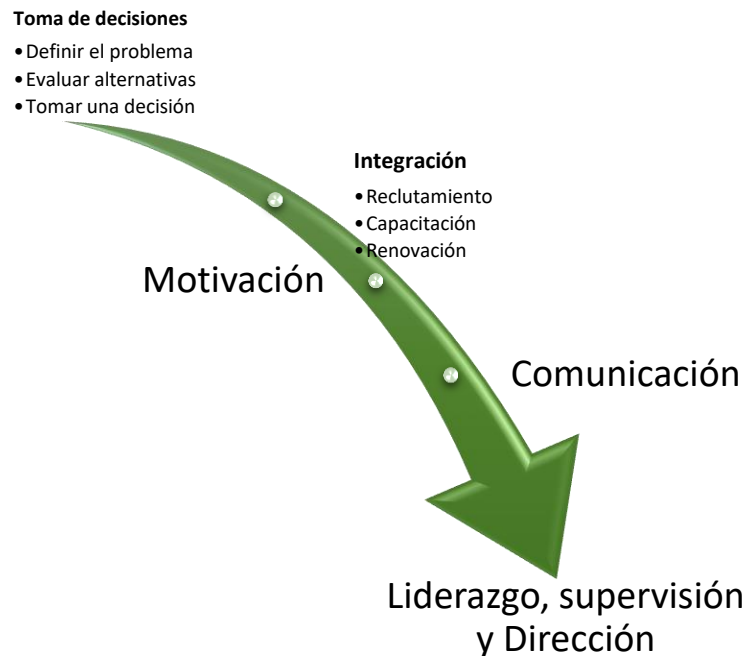 Toma de decisiones
•Definir el problema
•Evaluar alternativas
•Tomar una decisión
Integración
•Reclutamiento
•Capacitación
•Renovación
Motivación
Comunicación
Liderazgo, supervisión
y Dirección